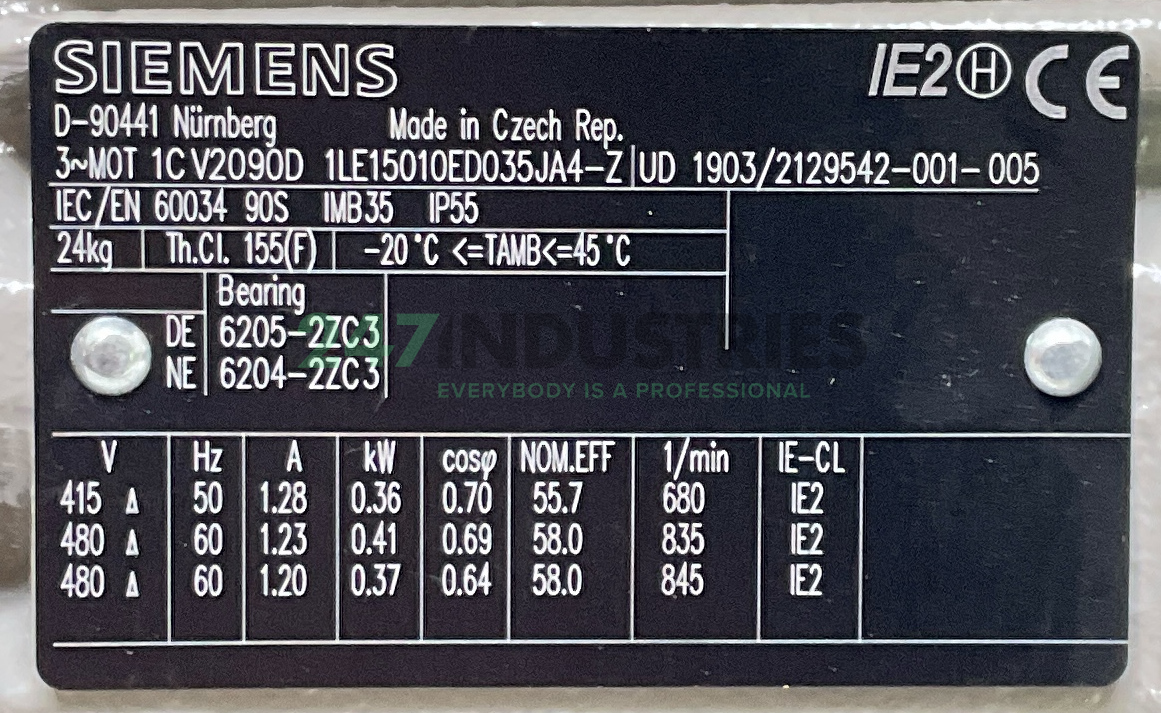 SIEMENS IE2 H CE
D-90441 Nürnberg Made in Czech Rep.
3~MOT 1CV2090D 1LE15010ED035JA4-Z UD 1903/2129542-001-005
IEC/EN 60034 90S IMB35 IP55
24kg Th.Cl. 155(F) -20°C <=TAMB<=45°C
Bearing
DE 6205-2ZC3
NE 6204-2ZC3
247INDUSTRIES
EVERYBODY IS A PROFESSIONAL
V Hz A kW cosφ NOM.EFF 1/min IE-CL
415 Δ 50 1.28 0.36 0.70 55.7 680 IE2
480 Δ 60 1.23 0.41 0.69 58.0 835 IE2
480 Δ 60 1.20 0.37 0.64 58.0 845 IE2